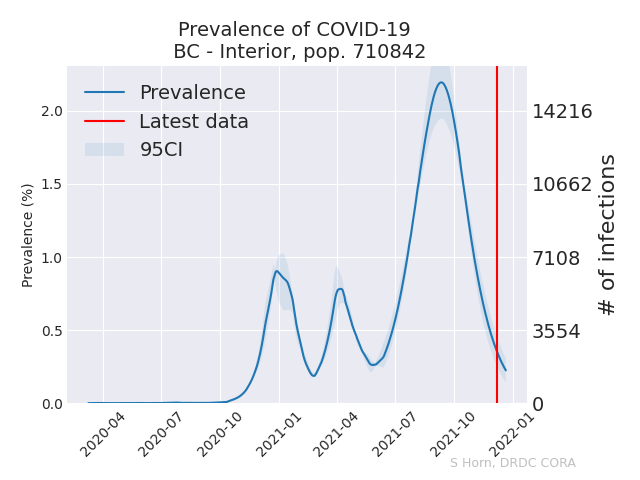 Prevalence of COVID-19
BC - Interior, pop. 710842
Prevalence
Latest data
95CI
Prevalence (%)
2.0
1.5
1.0
0.5
0.0
14216
10662
7108
3554
0
# of infections
2020-04
2020-07
2020-10
2021-01
2021-04
2021-07
2021-10
2022-01
S Horn, DRDC CORA